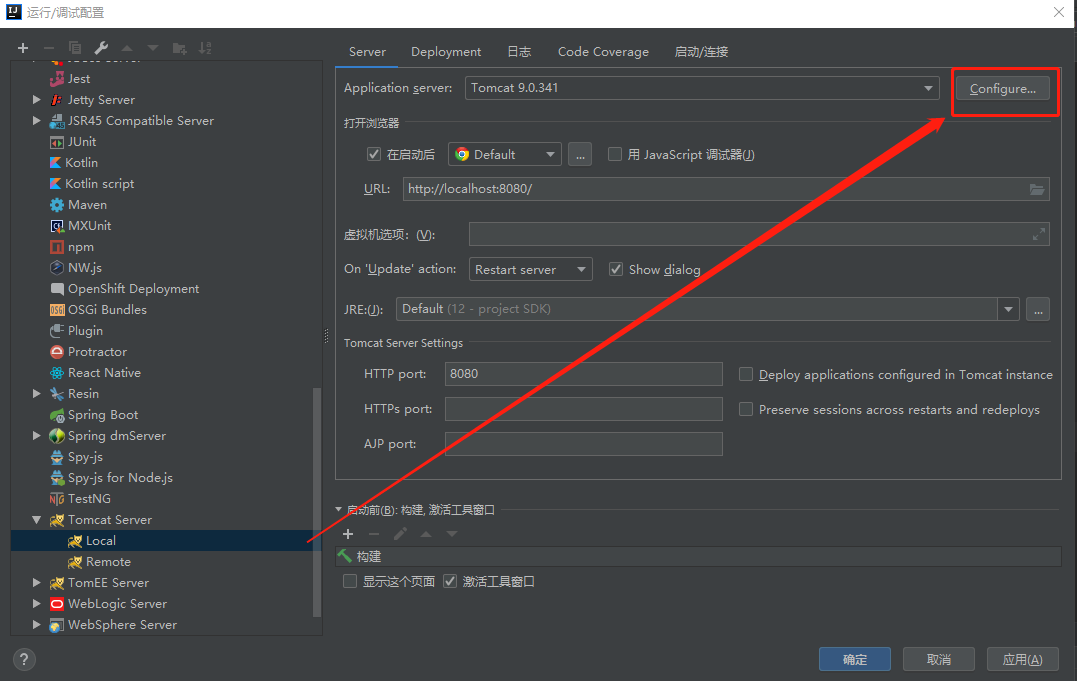 运行/调试配置
Jest
Jetty Server
JSR45 Compatible Server
JUnit
Kotlin
Kotlin script
Maven
MXUnit
npm
NW.js
OpenShift Deployment
OSGi Bundles
Plugin
Protractor
React Native
Resin
Spring Boot
Spring dmServer
Spy-js
Spy-js for Node.js
TestNG
Tomcat Server
Local
Remote
TomEE Server
WebLogic Server
WebSphere Server
Server Deployment 日志 Code Coverage 启动/连接
Application server: Tomcat 9.0.341 Configure...
打开浏览器
在启动后 Default ... 用 JavaScript 调试器(J)
URL: http://localhost:8080/
虚拟机选项: (V):
On 'Update' action: Restart server Show dialog
JRE:(J): Default (12 - project SDK) ...
Tomcat Server Settings
HTTP port: 8080 Deploy applications configured in Tomcat instance
HTTPs port: Preserve sessions across restarts and redeploys
AJP port:
启动前(B): 构建, 激活工具窗口
构建
显示这个页面 激活工具窗口
? 确定 取消 应用(A)